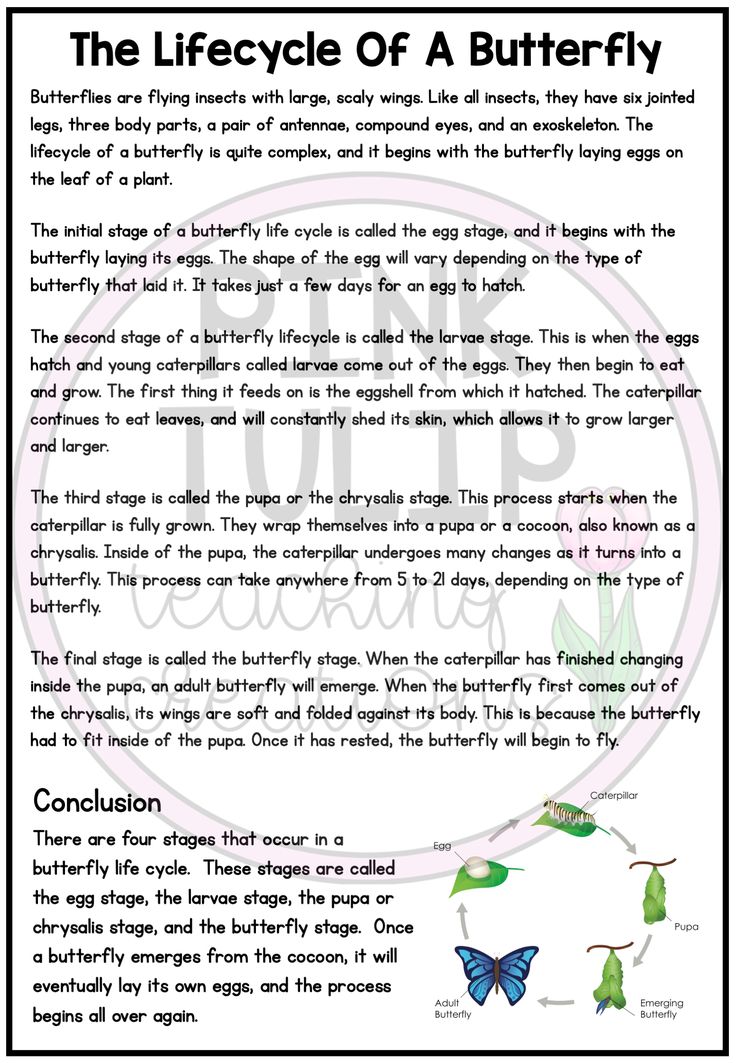 The Lifecycle Of A Butterfly
Butterflies are flying insects with large, scaly wings. Like all insects, they have six jointed
legs, three body parts, a pair of antennae, compound eyes, and an exoskeleton. The
lifecycle of a butterfly is quite complex, and it begins with the butterfly laying eggs on
the leaf of a plant.
The initial stage of a butterfly life cycle is called the egg stage, and it begins with the
butterfly laying its eggs. The shape of the egg will vary depending on the type of
butterfly that laid it. It takes just a few days for an egg to hatch.
The second stage of a butterfly lifecycle is called the larvae stage. This is when the eggs
hatch and young caterpillars called larvae come out of the eggs. They then begin to eat
and grow. The first thing it feeds on is the eggshell from which it hatched. The caterpillar
continues to eat leaves, and will constantly shed its skin, which allows it to grow larger
and larger.
The third stage is called the pupa or the chrysalis stage. This process starts when the
caterpillar is fully grown. They wrap themselves into a pupa or a cocoon, also known as a
chrysalis. Inside of the pupa, the caterpillar undergoes many changes as it turns into a
butterfly. This process can take anywhere from 5 to 21 days, depending on the type of
butterfly.
The final stage is called the butterfly stage. When the caterpillar has finished changing
inside the pupa, an adult butterfly will emerge. When the butterfly first comes out of
the chrysalis, its wings are soft and folded against its body. This is because the butterfly
had to fit inside of the pupa. Once it has rested, the butterfly will begin to fly.
Conclusion
There are four stages that occur in a
butterfly life cycle. These stages are called
the egg stage, the larvae stage, the pupa or
chrysalis stage, and the butterfly stage. Once
a butterfly emerges from the cocoon, it will
eventually lay its own eggs, and the process
begins all over again.
Caterpillar
Egg
Pupa
Adult
Butterfly
Emerging
Butterfly
PINK
TULIP
teaching
creations